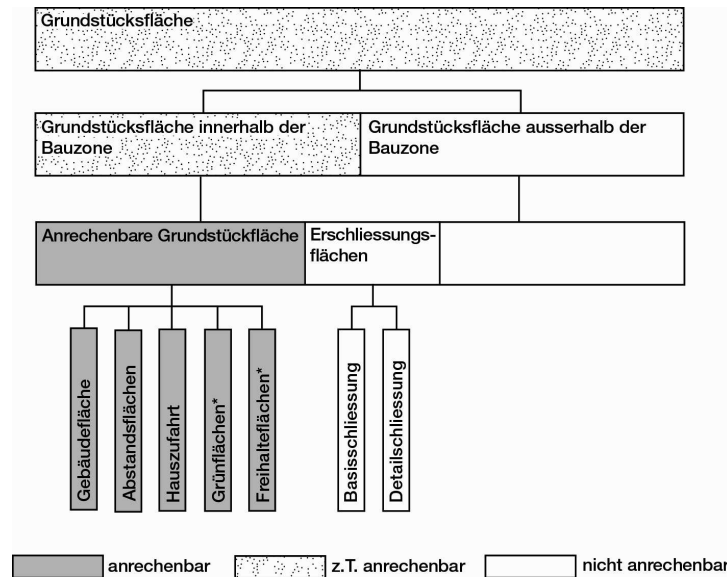 Grundstücksfläche
Grundstücksfläche innerhalb der
Bauzone
Grundstücksfläche ausserhalb der
Bauzone
Anrechenbare Grundstückfläche
Erschliessungs-
flächen
Gebäudefläche
Abstandsflächen
Hauszufahrt
Grünflächen*
Freihalteflächen*
Basisschliessung
Detailschliessung
anrechenbar
z.T. anrechenbar
nicht anrechenbar